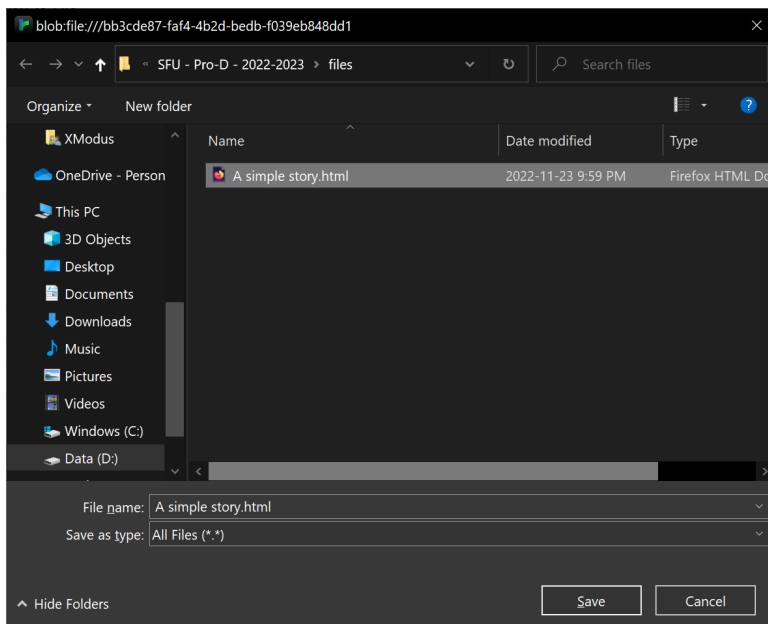 blob:file:///bb3cde87-faf4-4b2d-bedb-f039eb848dd1
« SFU - Pro-D - 2022-2023 > files
Search files
Organize
New folder
Name
Date modified
Type
A simple story.html
2022-11-23 9:59 PM
Firefox HTML Do
XModus
OneDrive - Person
This PC
3D Objects
Desktop
Documents
Downloads
Music
Pictures
Videos
Windows (C:)
Data (D:)
File name: A simple story.html
Save as type: All Files (*.*)
Hide Folders
Save
Cancel